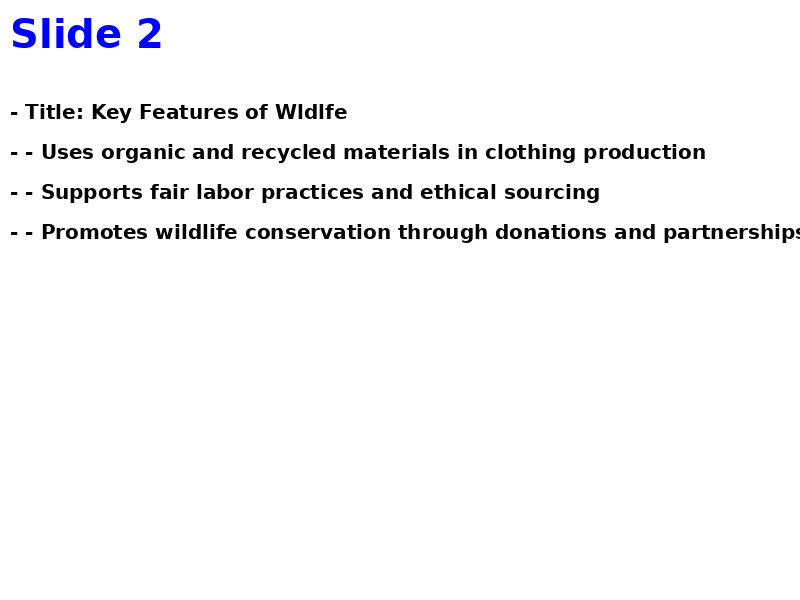 Slide 2
- Title: Key Features of Wldlfe
- - Uses organic and recycled materials in clothing production
- - Supports fair labor practices and ethical sourcing
- - Promotes wildlife conservation through donations and partnerships